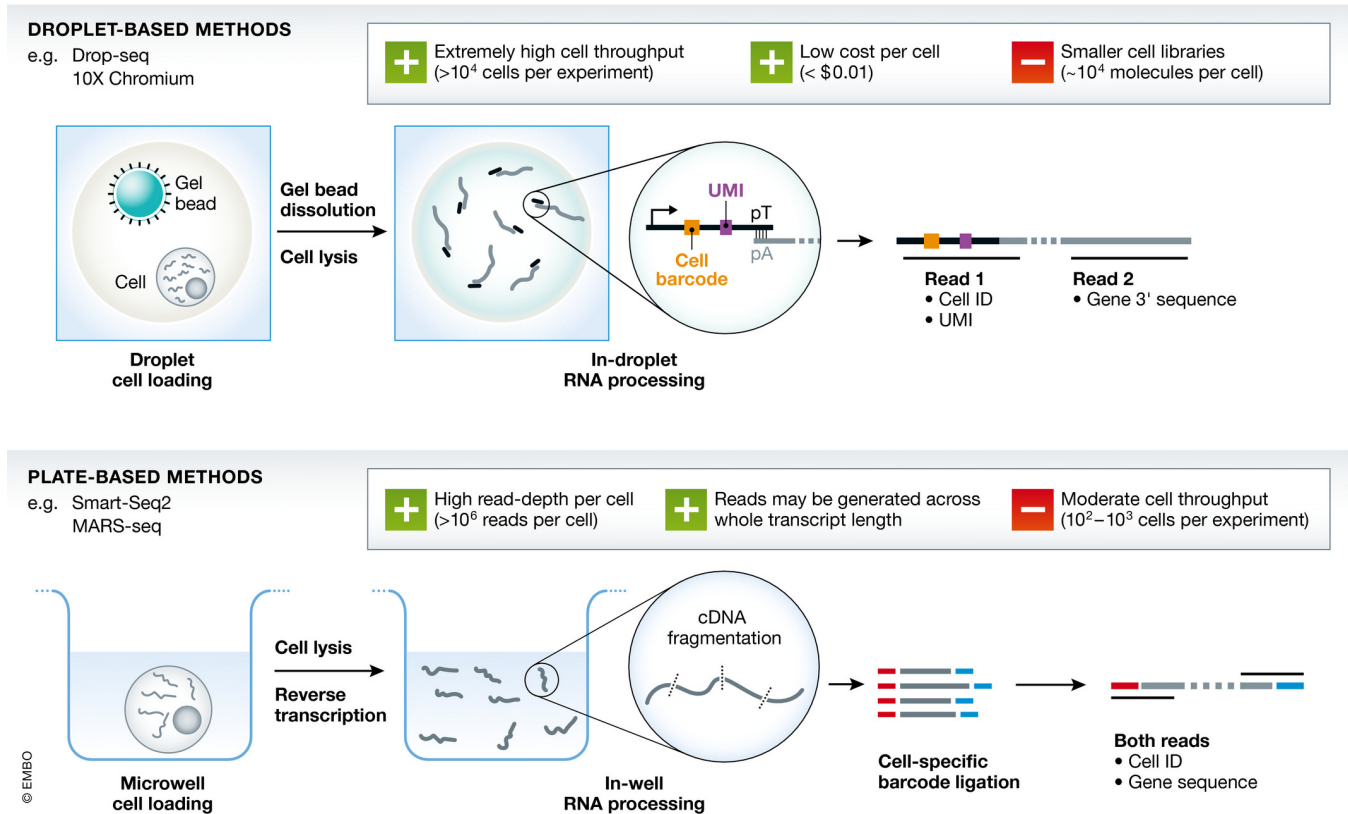 DROPLET-BASED METHODS
e.g. Drop-seq
10X Chromium
+ Extremely high cell throughput
(>10⁴ cells per experiment)
+ Low cost per cell
(< $0.01)
− Smaller cell libraries
(~10⁴ molecules per cell)
Gel
bead
Cell
Droplet
cell loading
Gel bead
dissolution
Cell lysis
In-droplet
RNA processing
UMI
pT
pA
Cell
barcode
Read 1
• Cell ID
• UMI
Read 2
• Gene 3' sequence
PLATE-BASED METHODS
e.g. Smart-Seq2
MARS-seq
+ High read-depth per cell
(>10⁶ reads per cell)
+ Reads may be generated across
whole transcript length
− Moderate cell throughput
(10²–10³ cells per experiment)
Microwell
cell loading
Cell lysis
Reverse
transcription
In-well
RNA processing
cDNA
fragmentation
Cell-specific
barcode ligation
Both reads
• Cell ID
• Gene sequence
© EMBO